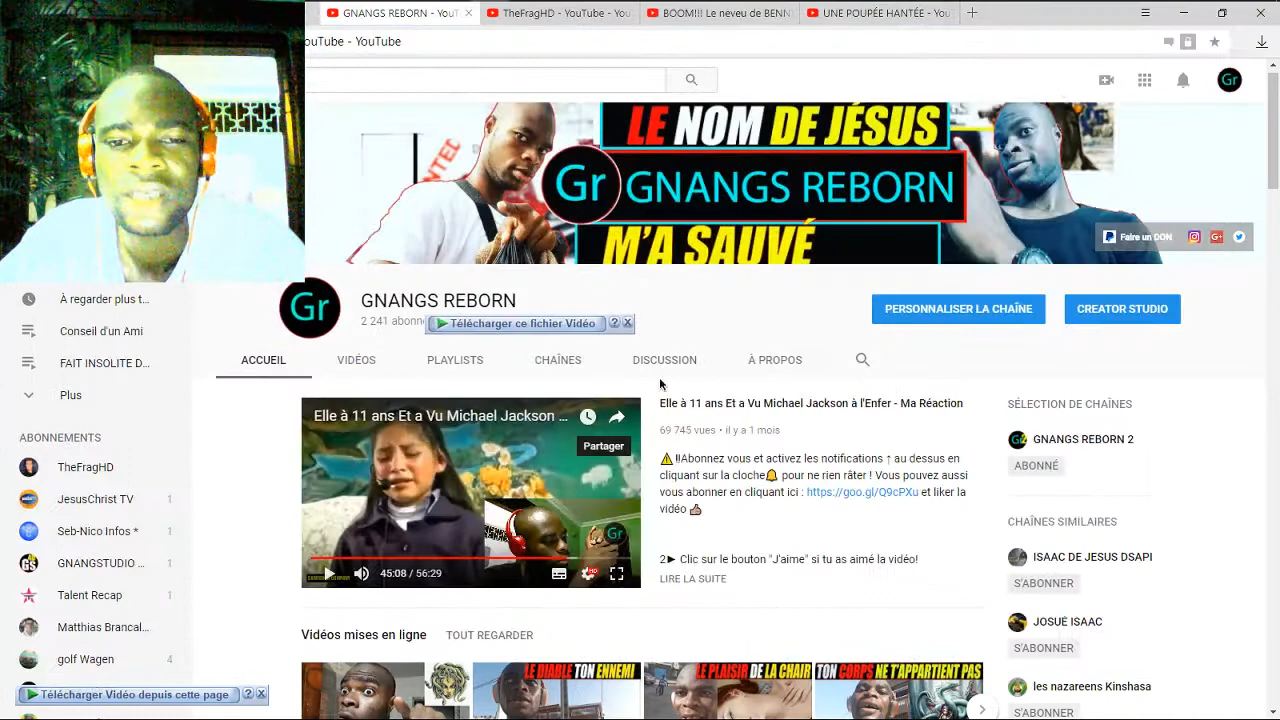 GNANGS REBORN - YouT
TheFragHD - YouTube - You
BOOM!!! Le neveu de BENN
UNE POUPÉE HANTÉE - You
ouTube - YouTube
Gr
NTEC
LE NOM DE JÉSUS
Gr GNANGS REBORN
M'A SAUVÉ
Faire un DON
À regarder plus t...
Conseil d'un Ami
FAIT INSOLITE D...
Plus
ABONNEMENTS
TheFragHD
JesusChrist TV 1
Seb-Nico Infos * 1
GNANGSTUDIO ... 1
Talent Recap 1
Matthias Brancal...
golf Wagen 4
Télécharger Vidéo depuis cette page ? X
Gr
GNANGS REBORN
2 241 abonn
Télécharger ce fichier Vidéo ? X
PERSONNALISER LA CHAÎNE
CREATOR STUDIO
ACCUEIL VIDÉOS PLAYLISTS CHAÎNES DISCUSSION À PROPOS
Elle à 11 ans Et a Vu Michael Jackson ...
Partager
Gr
45:08 / 56:29
HD
Elle à 11 ans Et a Vu Michael Jackson à l'Enfer - Ma Réaction
69 745 vues • il y a 1 mois
⚠️‼Abonnez vous et activez les notifications ↑ au dessus en
cliquant sur la cloche🔔 pour ne rien râter ! Vous pouvez aussi
vous abonner en cliquant ici : https://goo.gl/Q9cPXu et liker la
vidéo 👍
2► Clic sur le bouton "J'aime" si tu as aimé la vidéo!
LIRE LA SUITE
SÉLECTION DE CHAÎNES
GNANGS REBORN 2
ABONNÉ
CHAÎNES SIMILAIRES
ISAAC DE JESUS DSAPI
S'ABONNER
JOSUÉ ISAAC
S'ABONNER
les nazareens Kinshasa
S'ABONNER
Vidéos mises en ligne TOUT REGARDER
LE DIABLE TON ENNEMI
LE PLAISIR DE LA CHAIR
TON CORPS NE T'APPARTIENT PAS